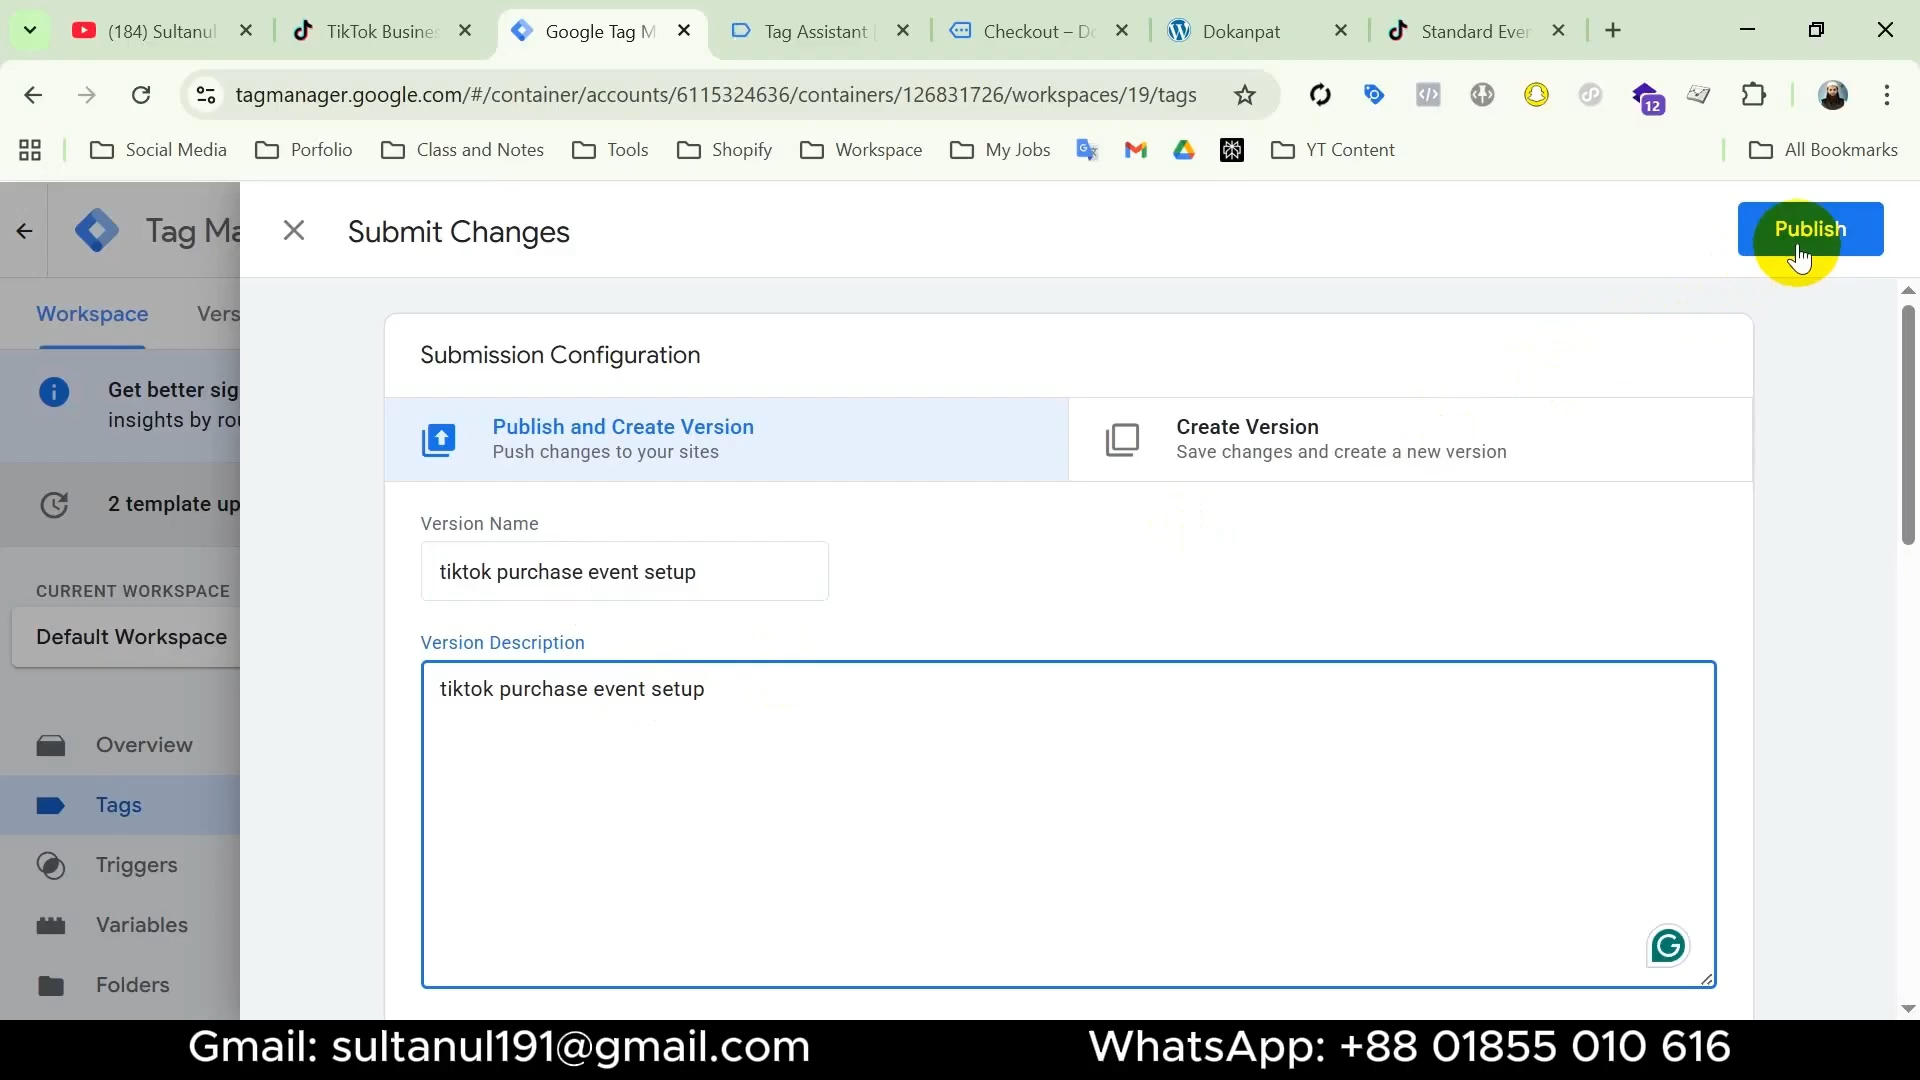 (184) Sultanul
TikTok Busines
Google Tag M
Tag Assistant
Checkout – Do
Dokanpat
Standard Ever
tagmanager.google.com/#/container/accounts/6115324636/containers/126831726/workspaces/19/tags
12
Social Media
Porfolio
Class and Notes
Tools
Shopify
Workspace
My Jobs
YT Content
All Bookmarks
Tag Ma
Submit Changes
Publish
Workspace
Vers
Get better sig
insights by rou
2 template up
CURRENT WORKSPACE
Default Workspace
Overview
Tags
Triggers
Variables
Folders
Submission Configuration
Publish and Create Version
Push changes to your sites
Create Version
Save changes and create a new version
Version Name
tiktok purchase event setup
Version Description
tiktok purchase event setup
Gmail: sultanul191@gmail.com
WhatsApp: +88 01855 010 616